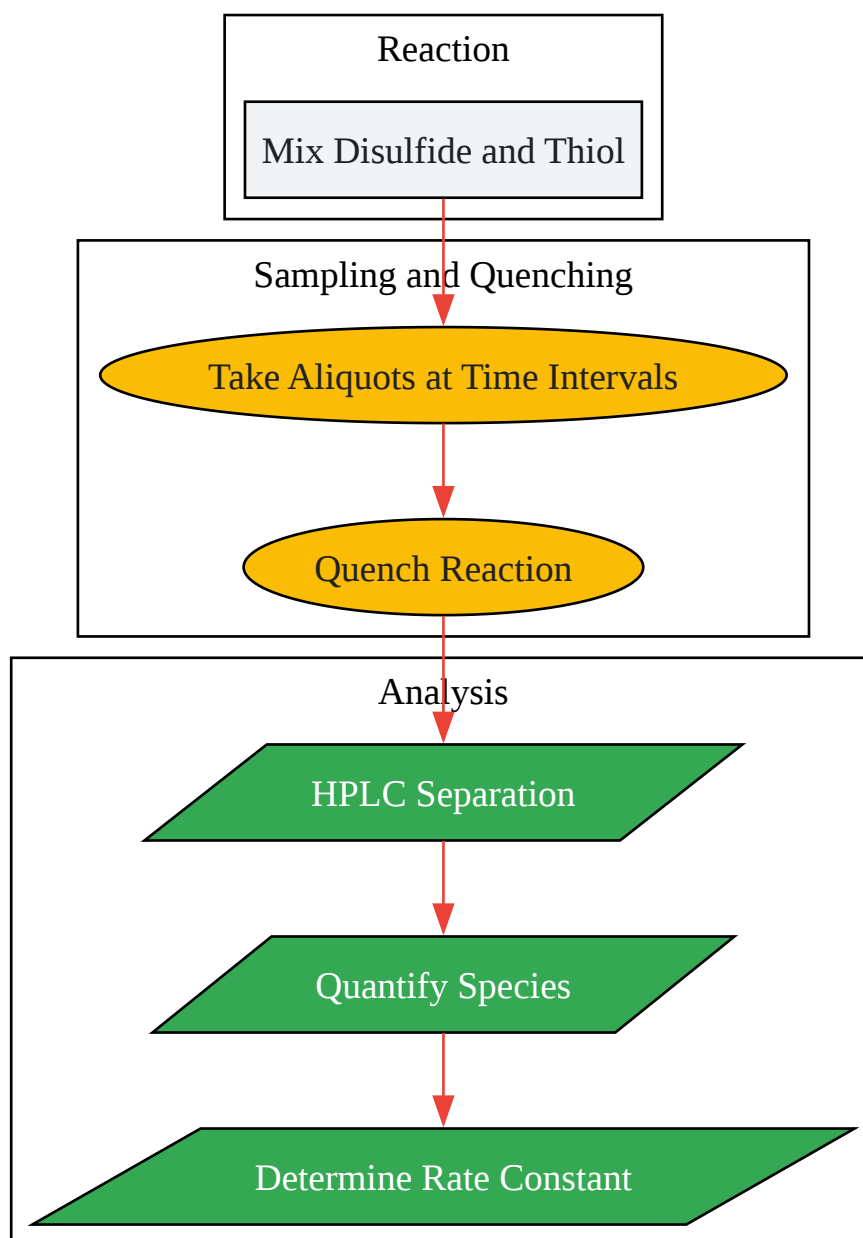 Reaction
Mix Disulfide and Thiol
Sampling and Quenching
Take Aliquots at Time Intervals
Quench Reaction
Analysis
HPLC Separation
Quantify Species
Determine Rate Constant